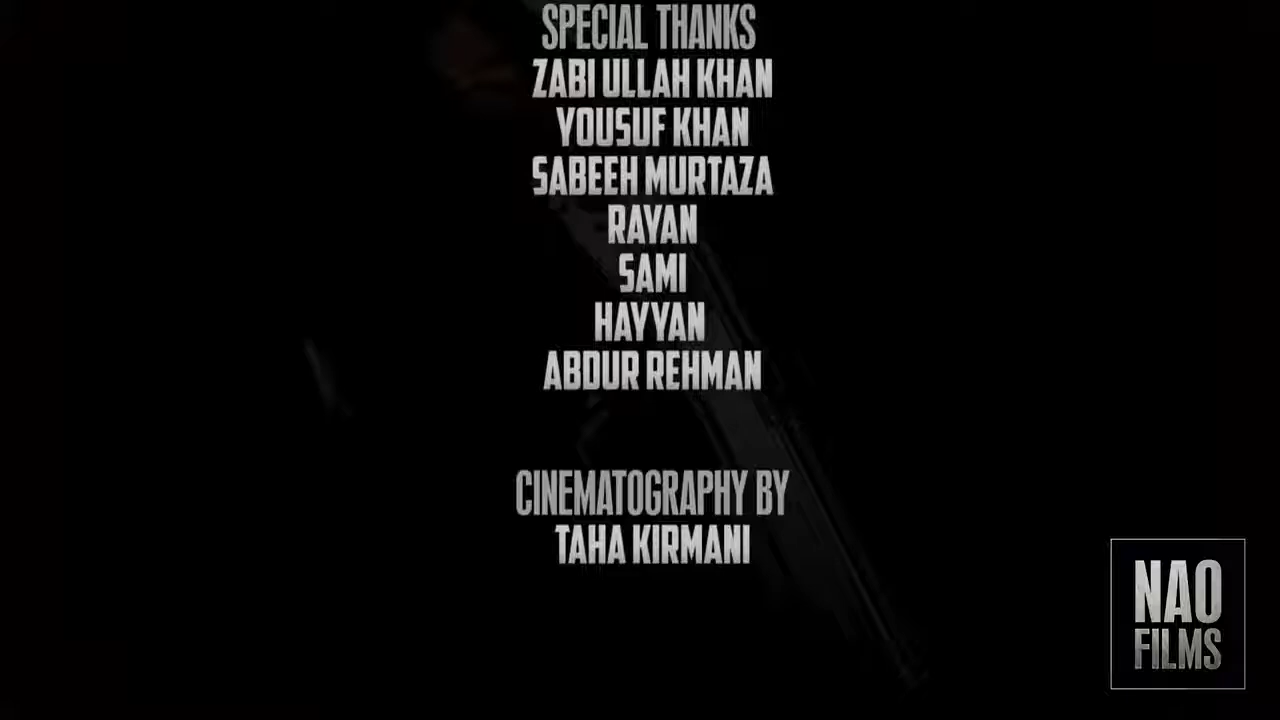 SPECIAL THANKS
ZABI ULLAH KHAN
YOUSUF KHAN
SABEEH MURTAZA
RAYAN
SAMI
HAYYAN
ABDUR REHMAN
CINEMATOGRAPHY BY
TAHA KIRMANI
NAO
FILMS